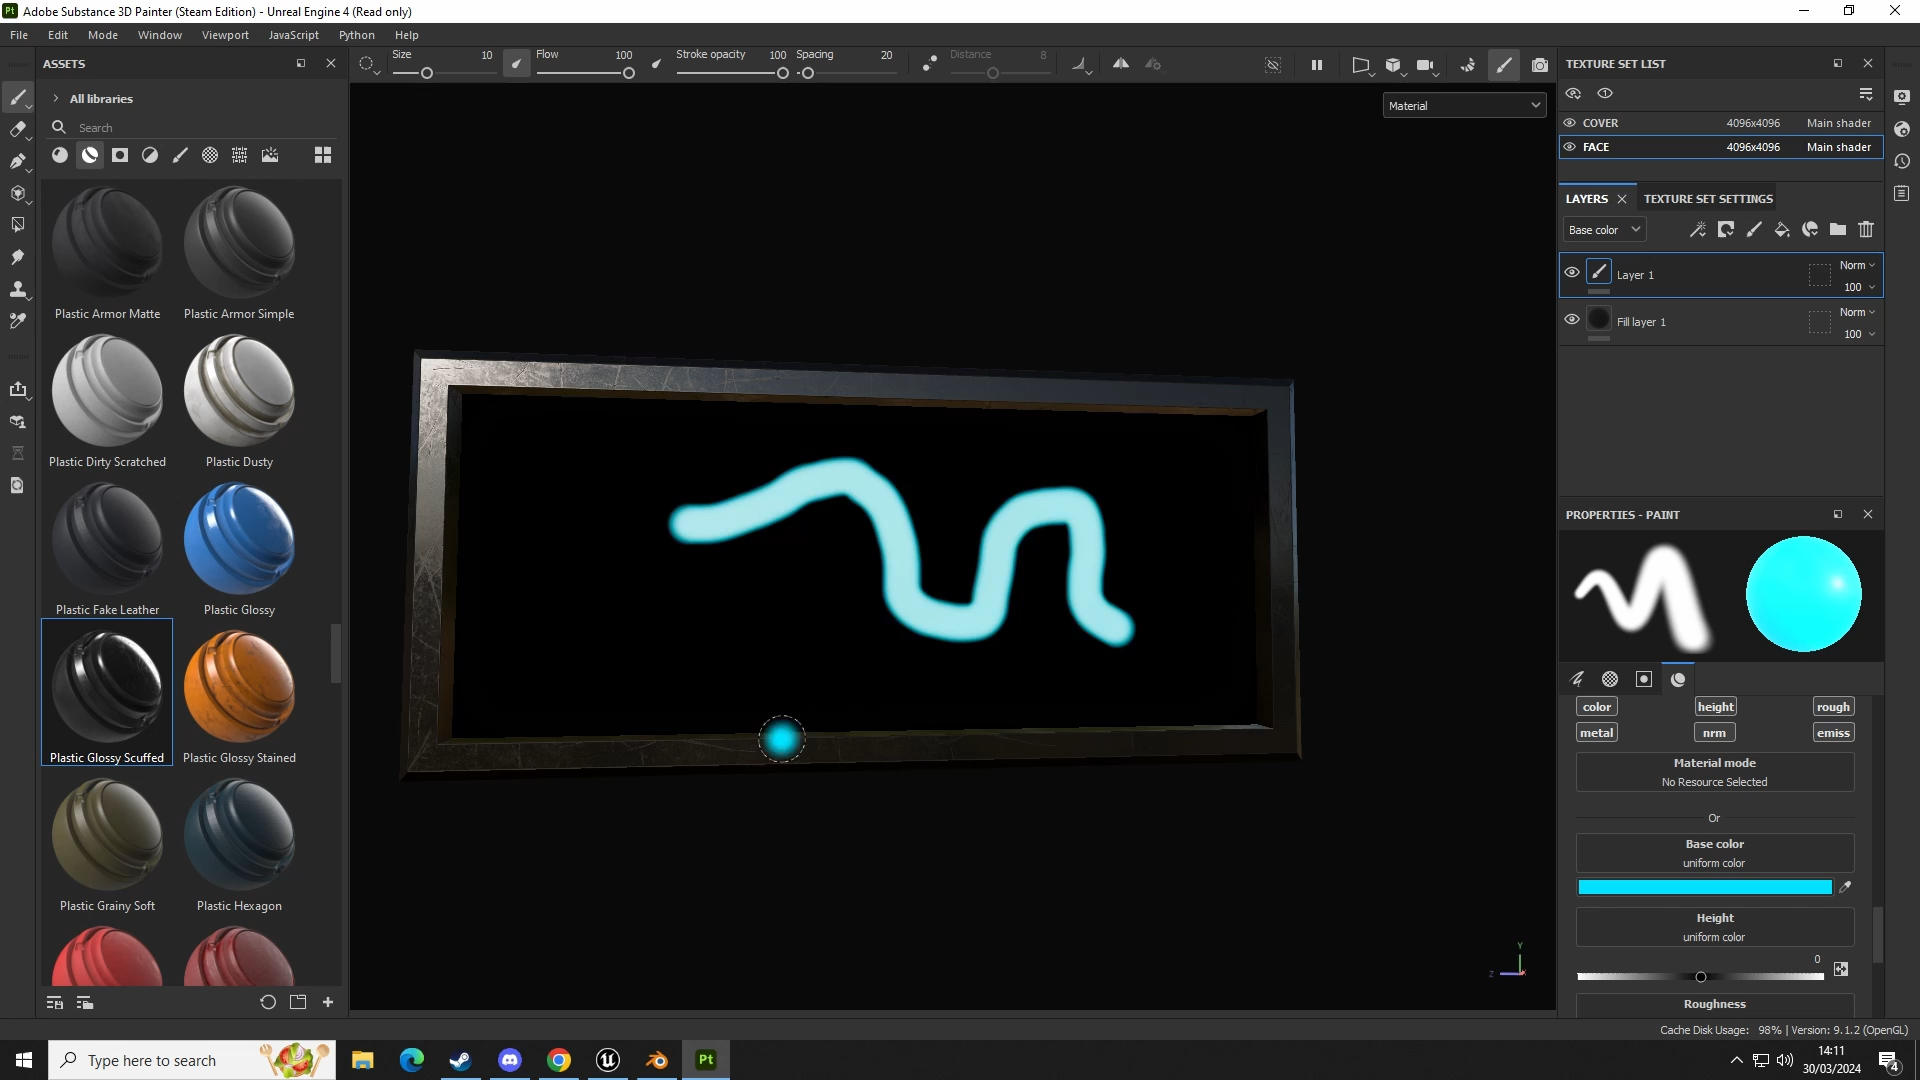 Pt Adobe Substance 3D Painter (Steam Edition) - Unreal Engine 4 (Read only)
File Edit Mode Window Viewport JavaScript Python Help
ASSETS
All libraries
Search
Plastic Armor Matte Plastic Armor Simple
Plastic Dirty Scratched Plastic Dusty
Plastic Fake Leather Plastic Glossy
Plastic Glossy Scuffed Plastic Glossy Stained
Plastic Grainy Soft Plastic Hexagon
Size 10 Flow 100 Stroke opacity 100 Spacing 20 Distance 8
Material
Y
Z
TEXTURE SET LIST
COVER 4096x4096 Main shader
FACE 4096x4096 Main shader
LAYERS TEXTURE SET SETTINGS
Base color
Layer 1 Norm 100
Fill layer 1 Norm 100
PROPERTIES - PAINT
color height rough
metal nrm emiss
Material mode
No Resource Selected
Or
Base color
uniform color
Height
uniform color
0
Roughness
Cache Disk Usage: 98% | Version: 9.1.2 (OpenGL)
Type here to search
Pt
14:11
30/03/2024
4